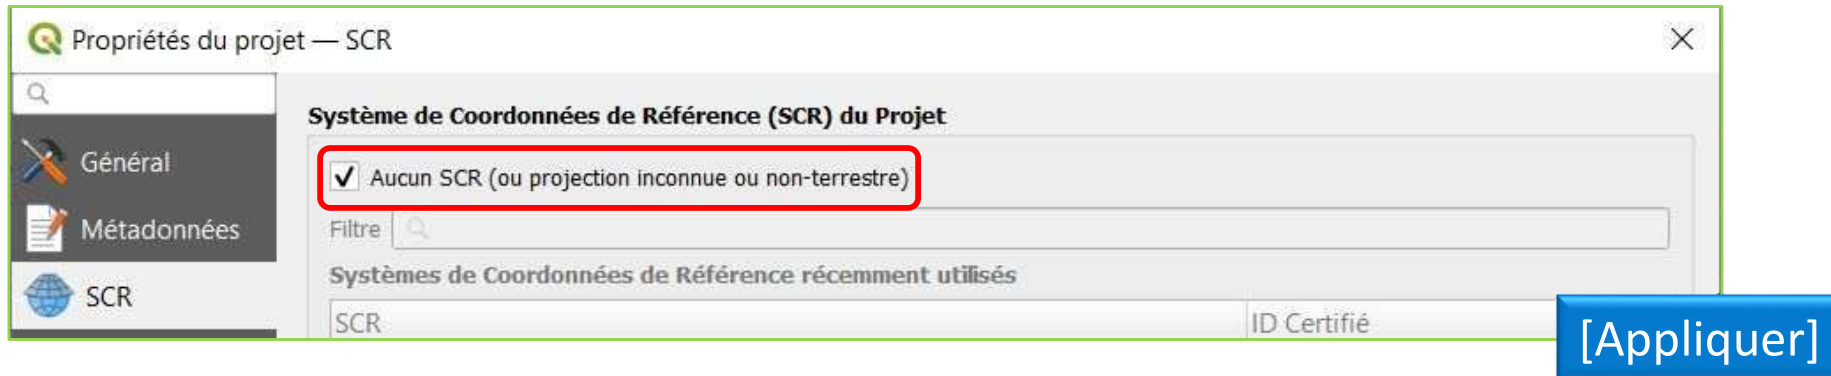 Propriétés du projet — SCR
Système de Coordonnées de Référence (SCR) du Projet
Général
Aucun SCR (ou projection inconnue ou non-terrestre)
Métadonnées
Filtre
Systèmes de Coordonnées de Référence récemment utilisés
SCR
SCR
ID Certifié
[Appliquer]